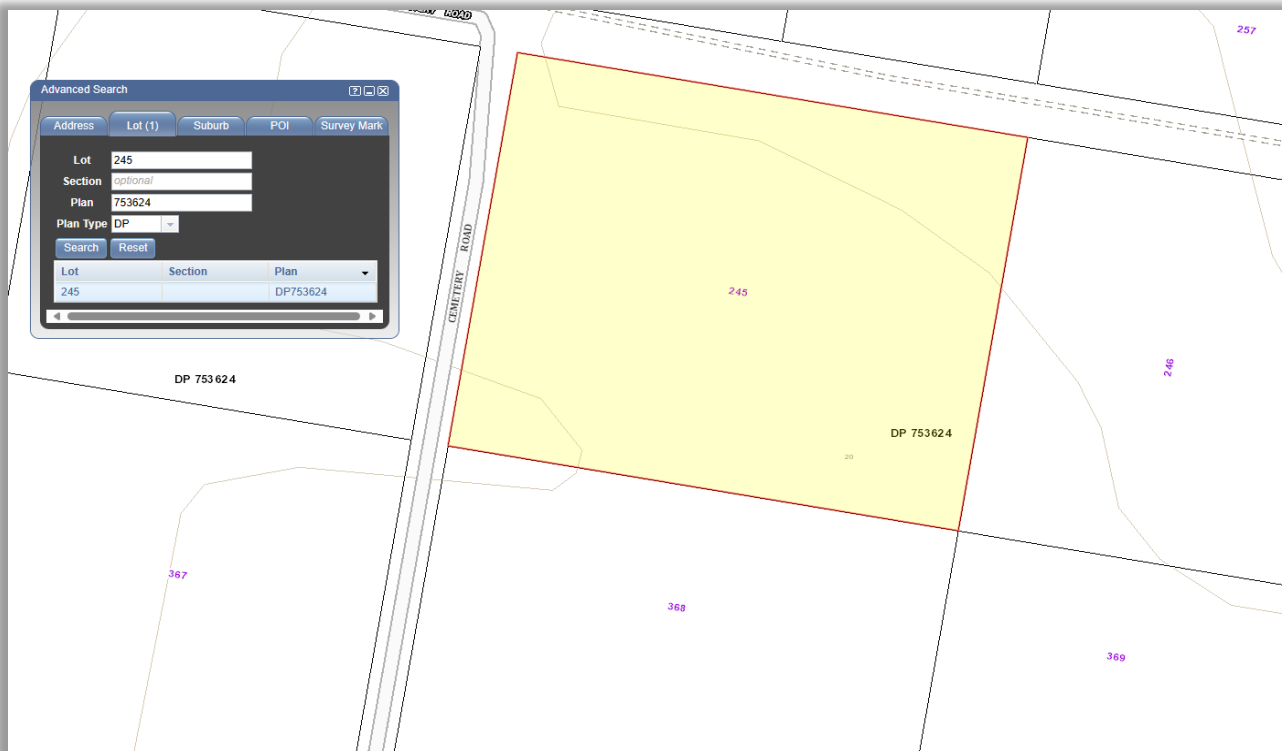 ROAD
257
Advanced Search
Address Lot (1) Suburb POI Survey Mark
Lot 245
Section optional
Plan 753624
Plan Type DP
Search Reset
Lot Section Plan
245 DP753624
CEMETERY ROAD
245
246
DP 753624
DP 753624
20
367
368
369